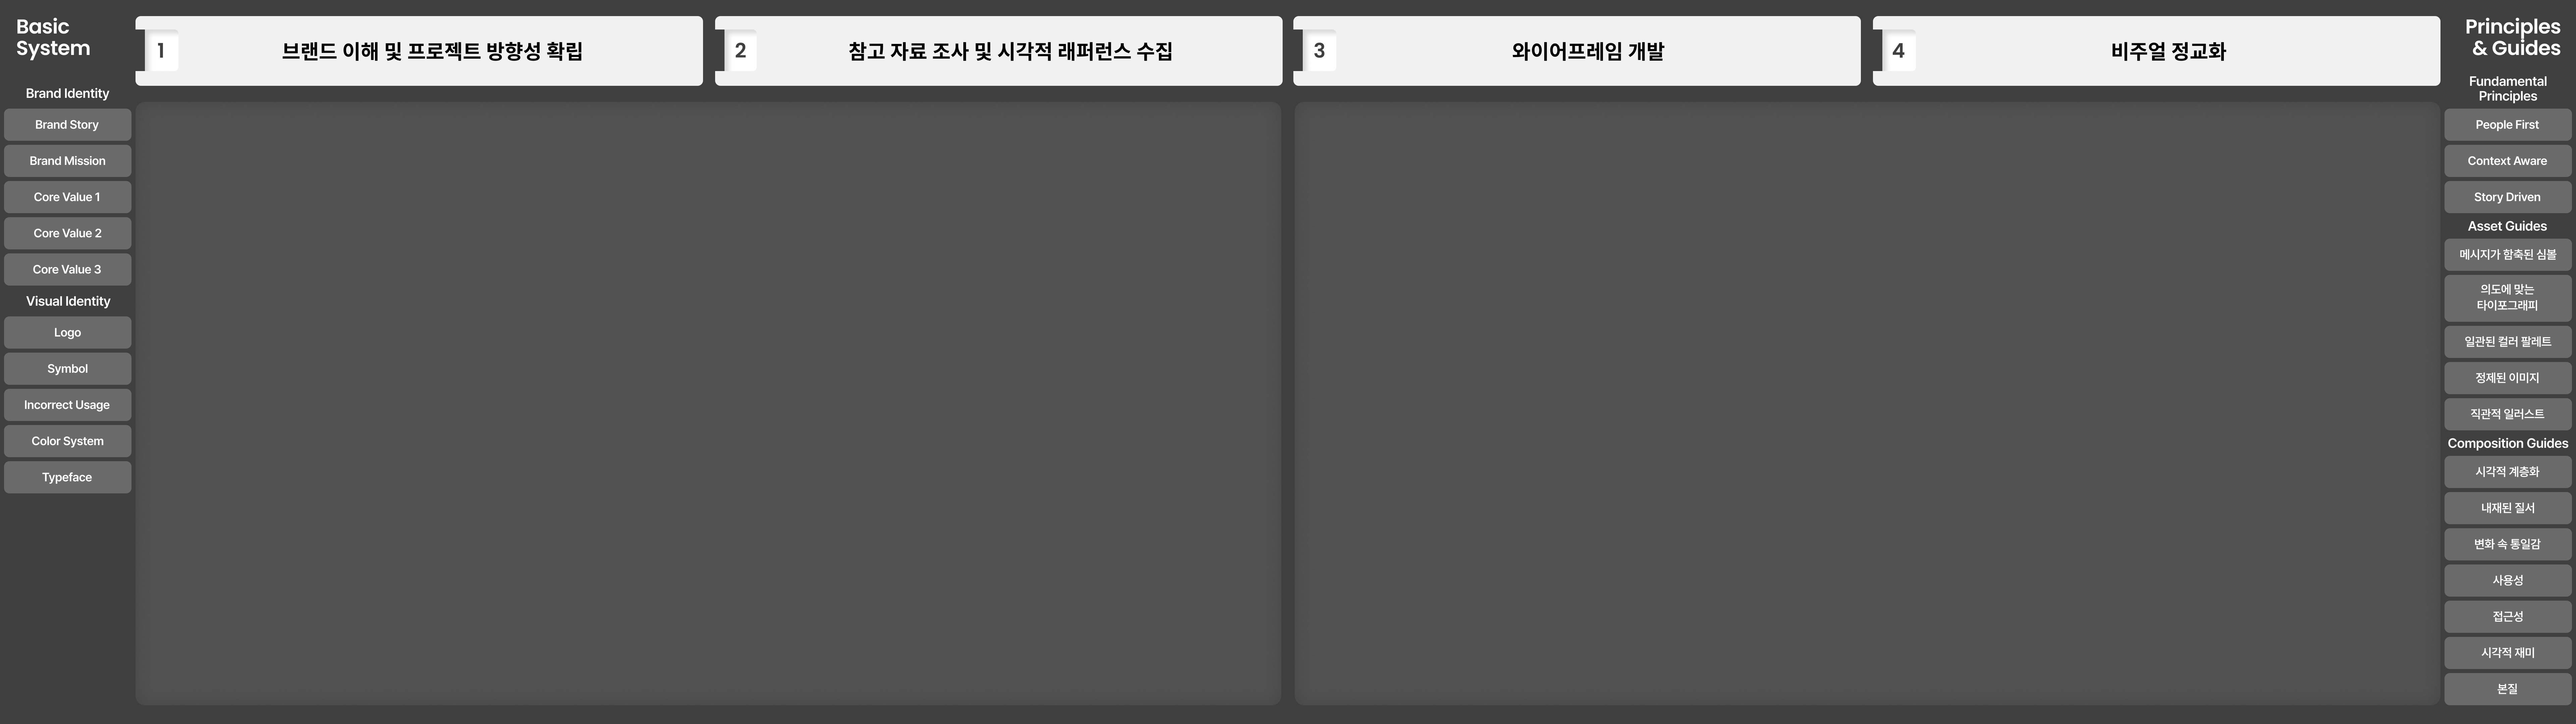 Basic
System
1
브랜드 이해 및 프로젝트 방향성 확립
2
참고 자료 조사 및 시각적 래퍼런스 수집
3
와이어프레임 개발
4
비주얼 정교화
Principles
& Guides
Brand Identity
Brand Story
Brand Mission
Core Value 1
Core Value 2
Core Value 3
Visual Identity
Logo
Symbol
Incorrect Usage
Color System
Typeface
Fundamental
Principles
People First
Context Aware
Story Driven
Asset Guides
메시지가 함축된 심볼
의도에 맞는
타이포그래피
일관된 컬러 팔레트
정제된 이미지
직관적 일러스트
Composition Guides
시각적 계층화
내재된 질서
변화 속 통일감
사용성
접근성
시각적 재미
본질